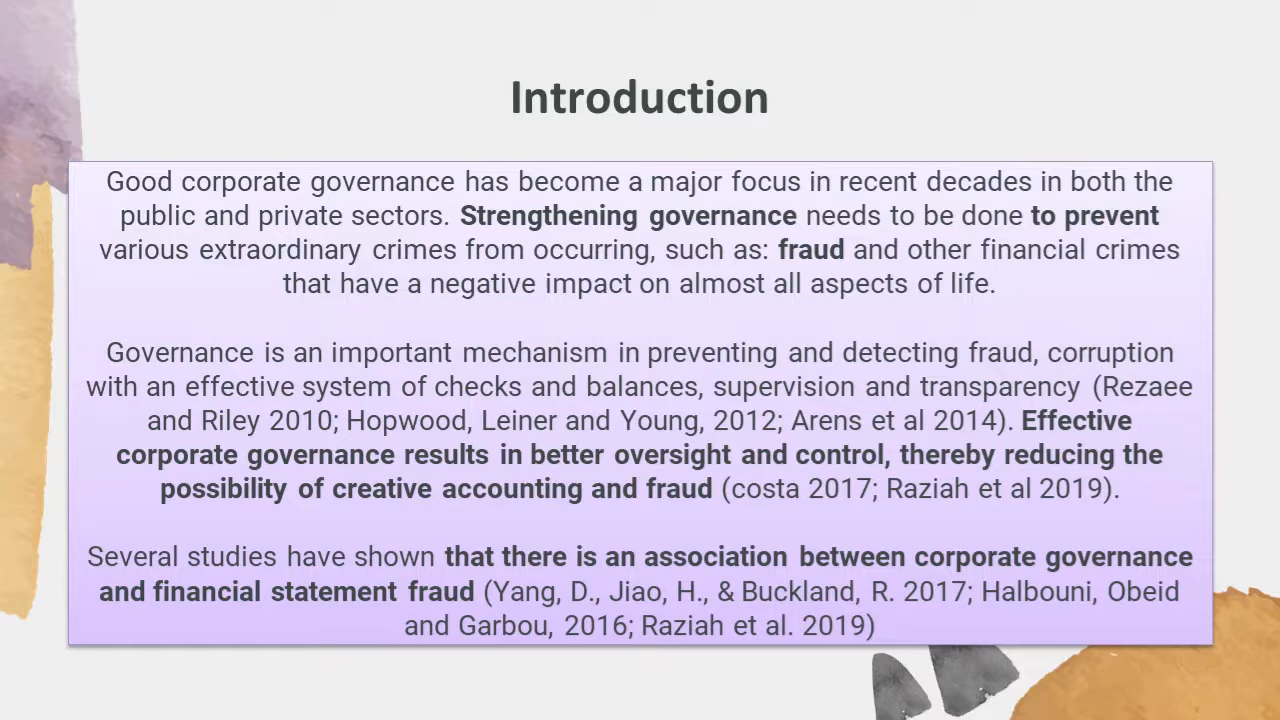 Introduction
Good corporate governance has become a major focus in recent decades in both the
public and private sectors. Strengthening governance needs to be done to prevent
various extraordinary crimes from occurring, such as: fraud and other financial crimes
that have a negative impact on almost all aspects of life.
Governance is an important mechanism in preventing and detecting fraud, corruption
with an effective system of checks and balances, supervision and transparency (Rezaee
and Riley 2010; Hopwood, Leiner and Young, 2012; Arens et al 2014). Effective
corporate governance results in better oversight and control, thereby reducing the
possibility of creative accounting and fraud (costa 2017; Raziah et al 2019).
Several studies have shown that there is an association between corporate governance
and financial statement fraud (Yang, D., Jiao, H., & Buckland, R. 2017; Halbouni, Obeid
and Garbou, 2016; Raziah et al. 2019)